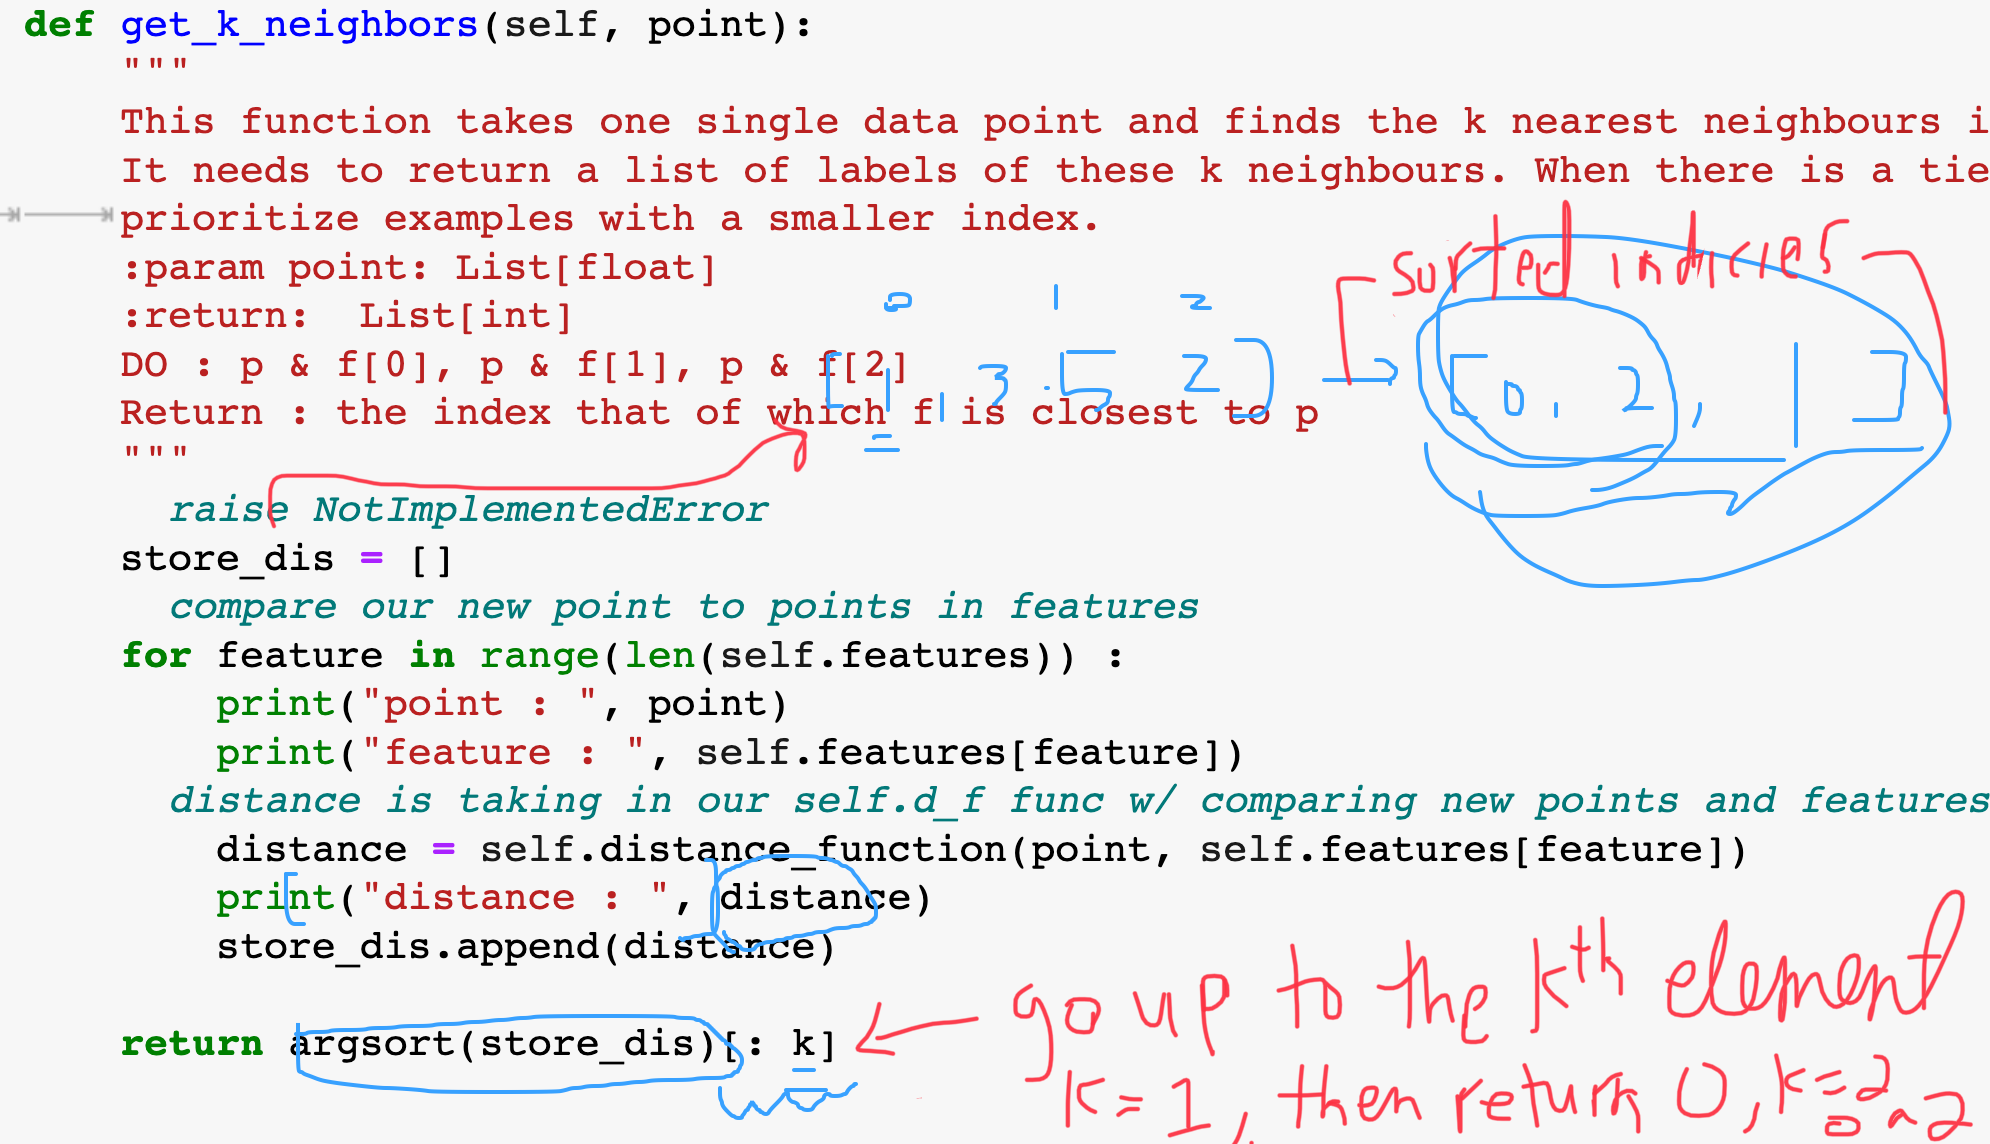 def get_k_neighbors(self, point):
"""
This function takes one single data point and finds the k nearest neighbours i
It needs to return a list of labels of these k neighbours. When there is a tie
prioritize examples with a smaller index.
:param point: List[float]
sorted indicies
:return:  List[int]
0 1 2
DO : p & f[0], p & f[1], p & f[2]
[1, 3.5 2] → [0, 2, 1]
Return : the index that of which f is closest to p
"""
raise NotImplementedError
store_dis = []
compare our new point to points in features
for feature in range(len(self.features)) :
print("point : ", point)
print("feature : ", self.features[feature])
distance is taking in our self.d_f func w/ comparing new points and features
distance = self.distance_function(point, self.features[feature])
print("distance : ", distance)
store_dis.append(distance)
return argsort(store_dis)[: k]
← go up to the kth element
k=1, then return 0, k=2
0 ~ 2